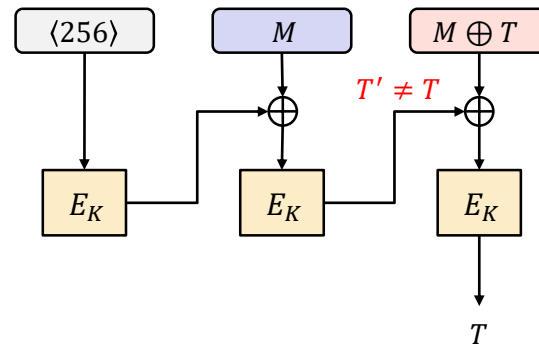 ⟨256⟩ M M ⊕ T
T′ ≠ T
E_K E_K E_K
T